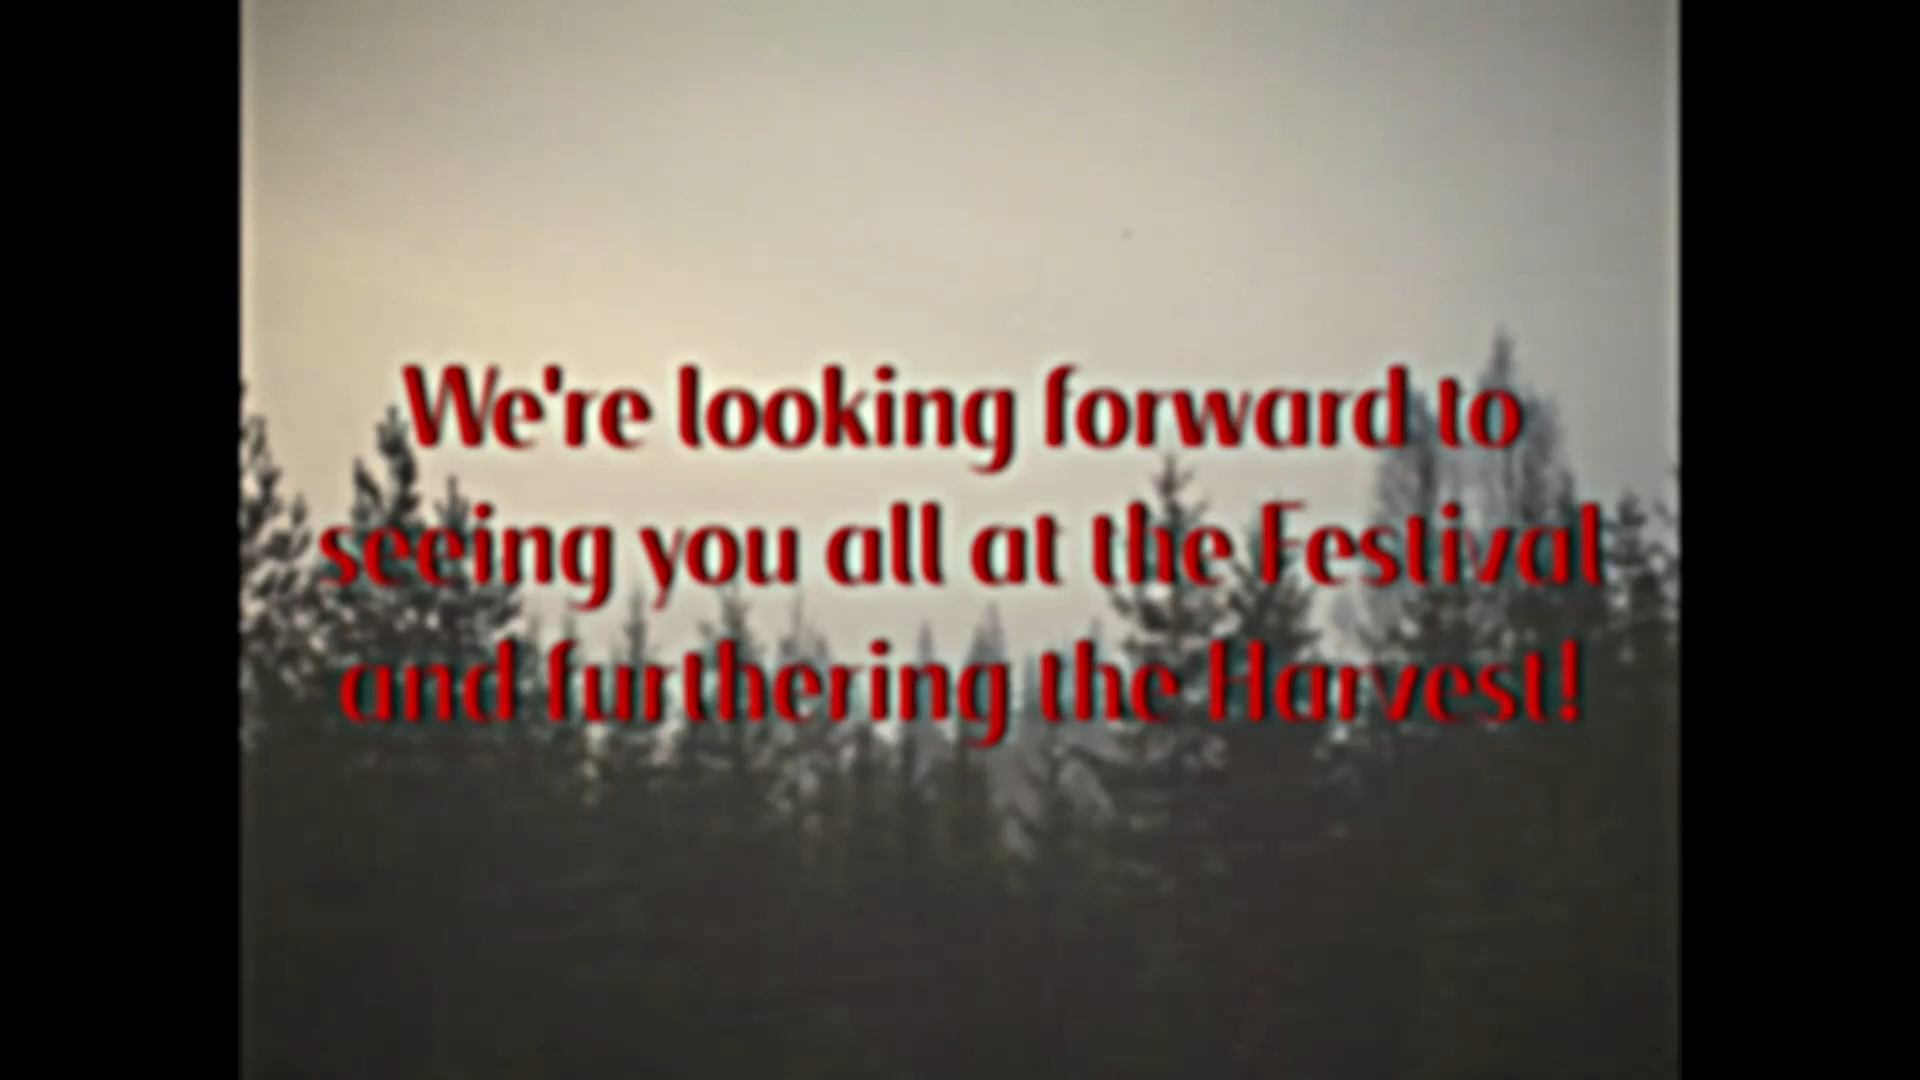 We're looking forward to
seeing you all at the Festival
and furthering the Harvest!